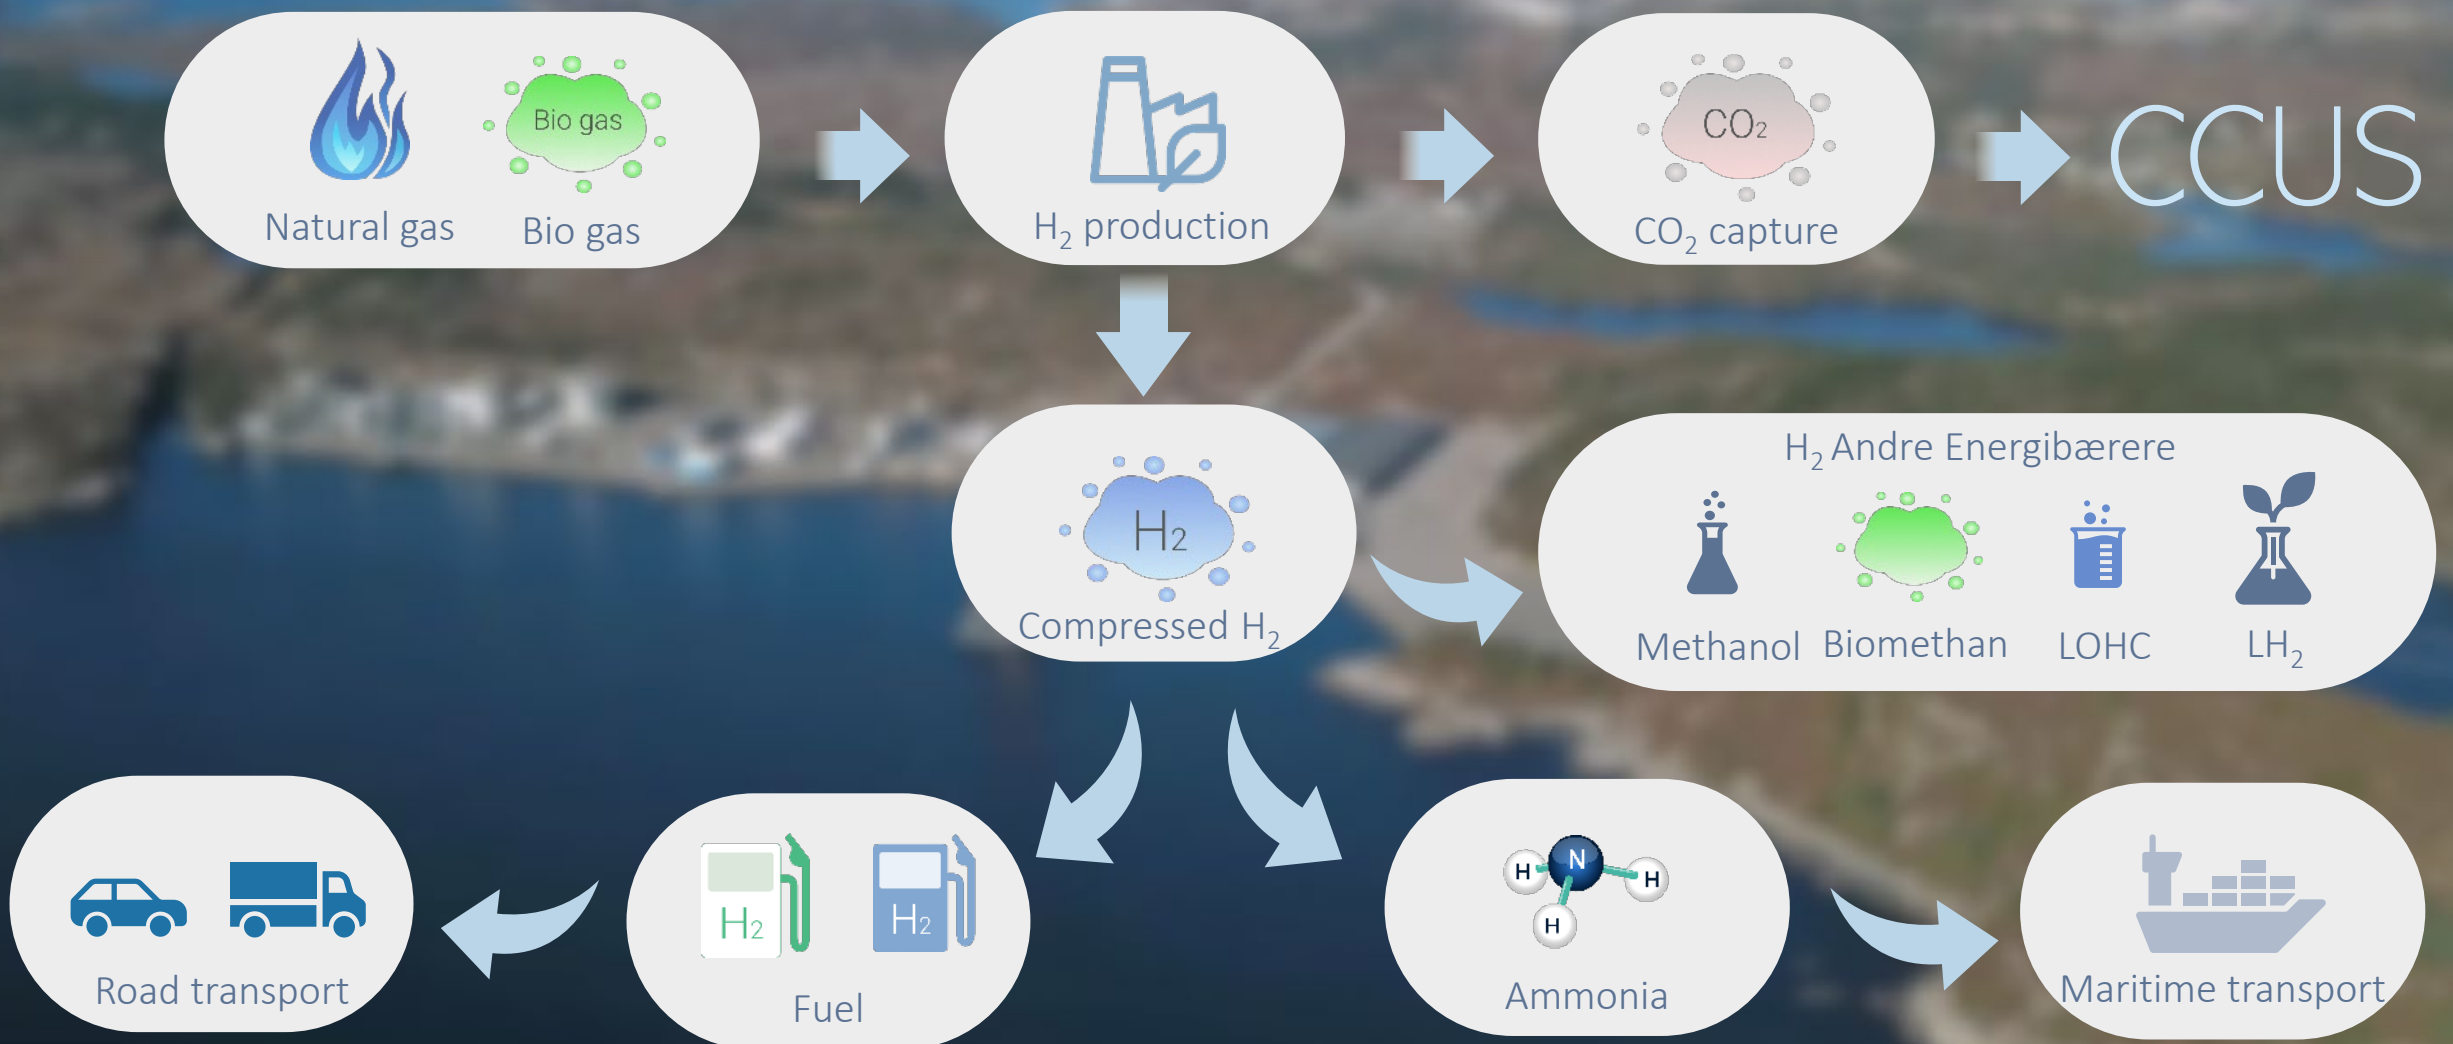 Bio gas
Natural gas
Bio gas
H₂ production
CO₂
CO₂ capture
CCUS
H₂
Compressed H₂
H₂ Andre Energibærere
Methanol
Biomethan
LOHC
LH₂
Road transport
H₂
H₂
Fuel
N
H
H
H
Ammonia
Maritime transport